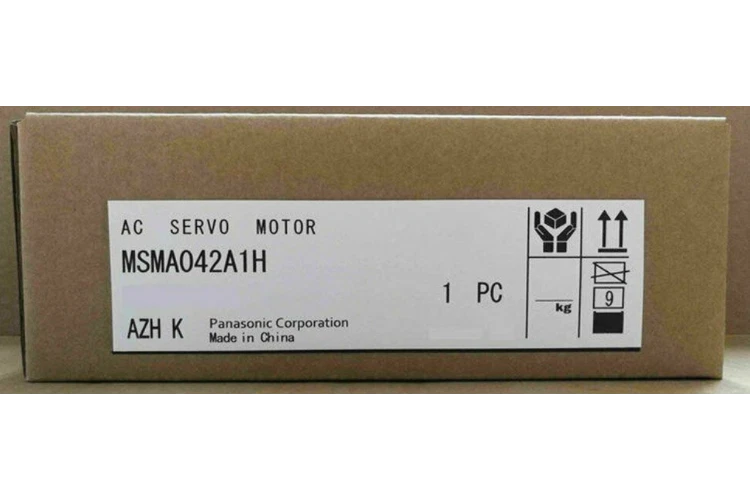 AC SERVO MOTOR
MSMA042A1H
1 PC
kg
9
AZH K
Panasonic Corporation
Made in China